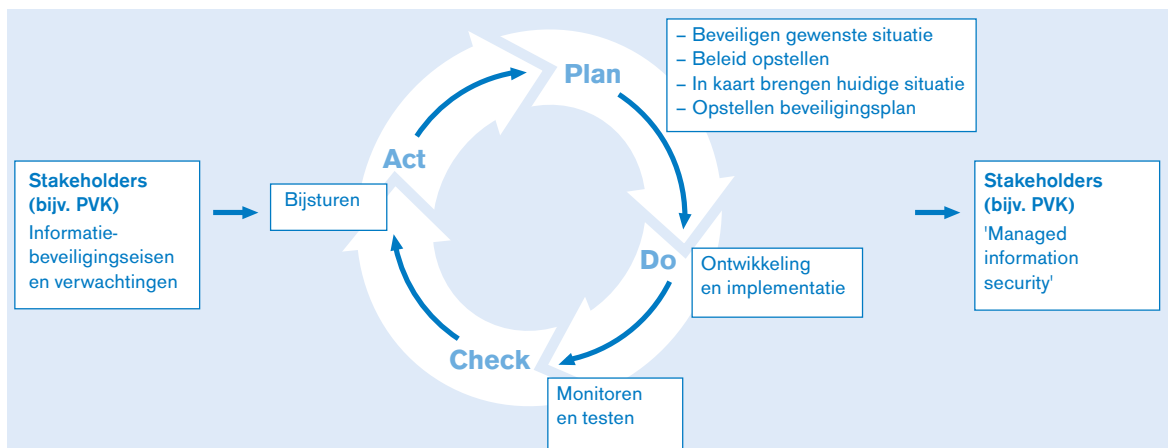 Stakeholders
(bijv. PVK)
Informatie-
beveiligingseisen
en verwachtingen
Bijsturen
Act
Plan
– Beveiligen gewenste situatie
– Beleid opstellen
– In kaart brengen huidige situatie
– Opstellen beveiligingsplan
Do
Ontwikkeling
en implementatie
Check
Monitoren
en testen
Stakeholders
(bijv. PVK)
'Managed
information
security'